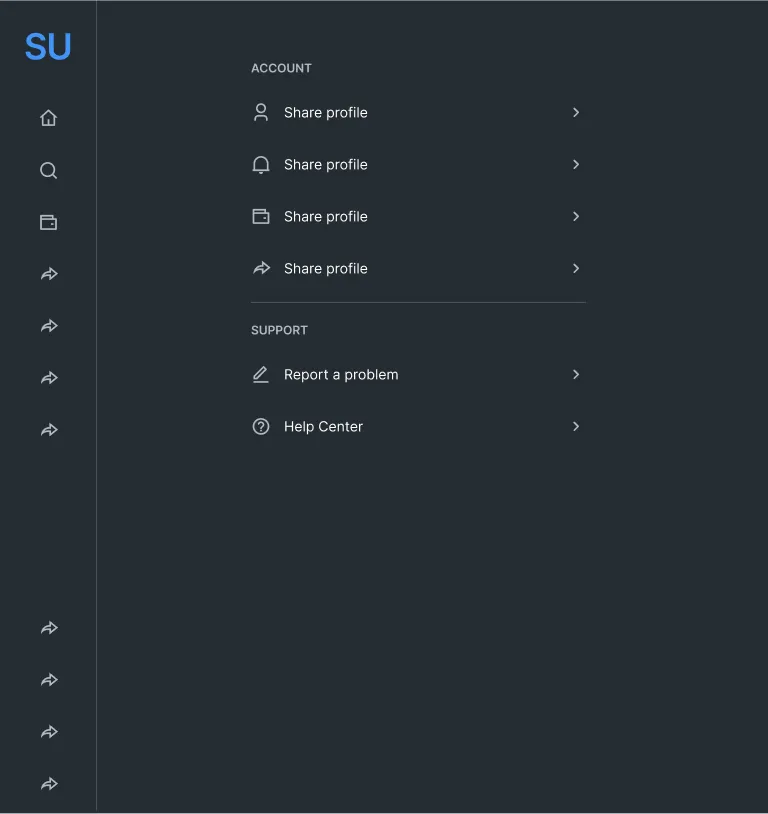 SU
ACCOUNT
Share profile
Share profile
Share profile
Share profile
SUPPORT
Report a problem
Help Center